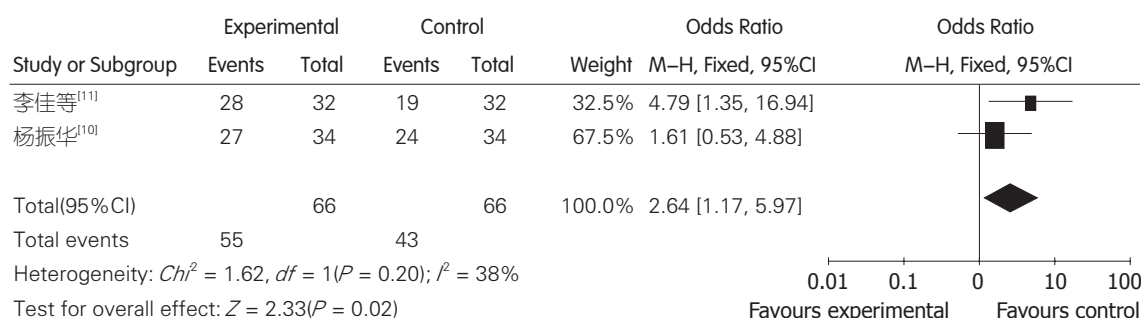 Experimental Control Odds Ratio Odds Ratio
Study or Subgroup Events Total Events Total Weight M–H, Fixed, 95%CI M–H, Fixed, 95%CI
李佳等[11] 28 32 19 32 32.5% 4.79 [1.35, 16.94]
杨振华[10] 27 34 24 34 67.5% 1.61 [0.53, 4.88]
Total(95%CI) 66 66 100.0% 2.64 [1.17, 5.97]
Total events 55 43
Heterogeneity: Chi² = 1.62, df = 1(P = 0.20); I² = 38%
Test for overall effect: Z = 2.33(P = 0.02)
0.01 0.1 0 10 100
Favours experimental Favours control